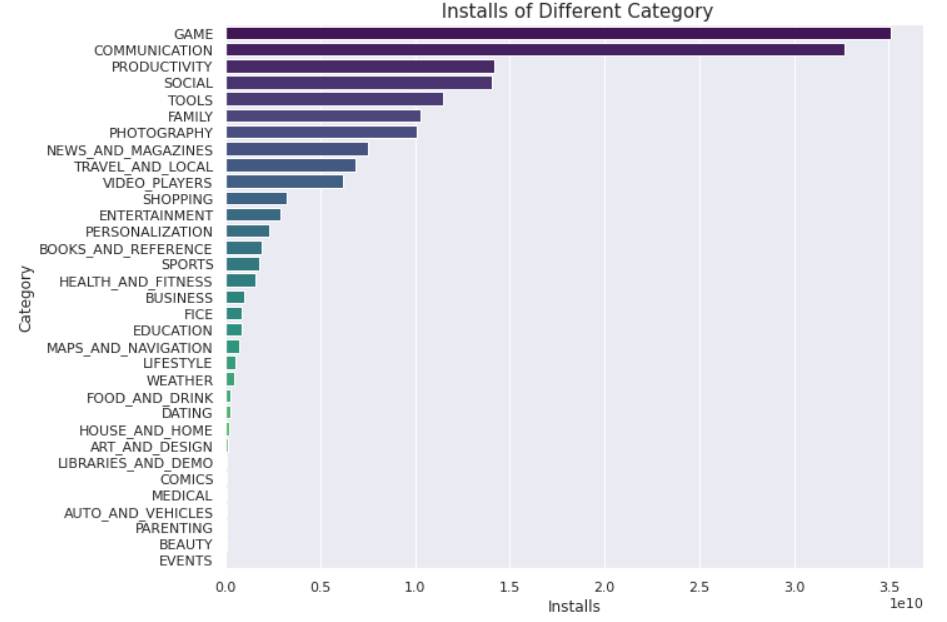 Installs of Different Category
GAME
COMMUNICATION
PRODUCTIVITY
SOCIAL
TOOLS
FAMILY
PHOTOGRAPHY
NEWS_AND_MAGAZINES
TRAVEL_AND_LOCAL
VIDEO_PLAYERS
SHOPPING
ENTERTAINMENT
PERSONALIZATION
BOOKS_AND_REFERENCE
SPORTS
HEALTH_AND_FITNESS
BUSINESS
FICE
EDUCATION
MAPS_AND_NAVIGATION
LIFESTYLE
WEATHER
FOOD_AND_DRINK
DATING
HOUSE_AND_HOME
ART_AND_DESIGN
LIBRARIES_AND_DEMO
COMICS
MEDICAL
AUTO_AND_VEHICLES
PARENTING
BEAUTY
EVENTS
Category
0.0 0.5 1.0 1.5 2.0 2.5 3.0 3.5
1e10
Installs